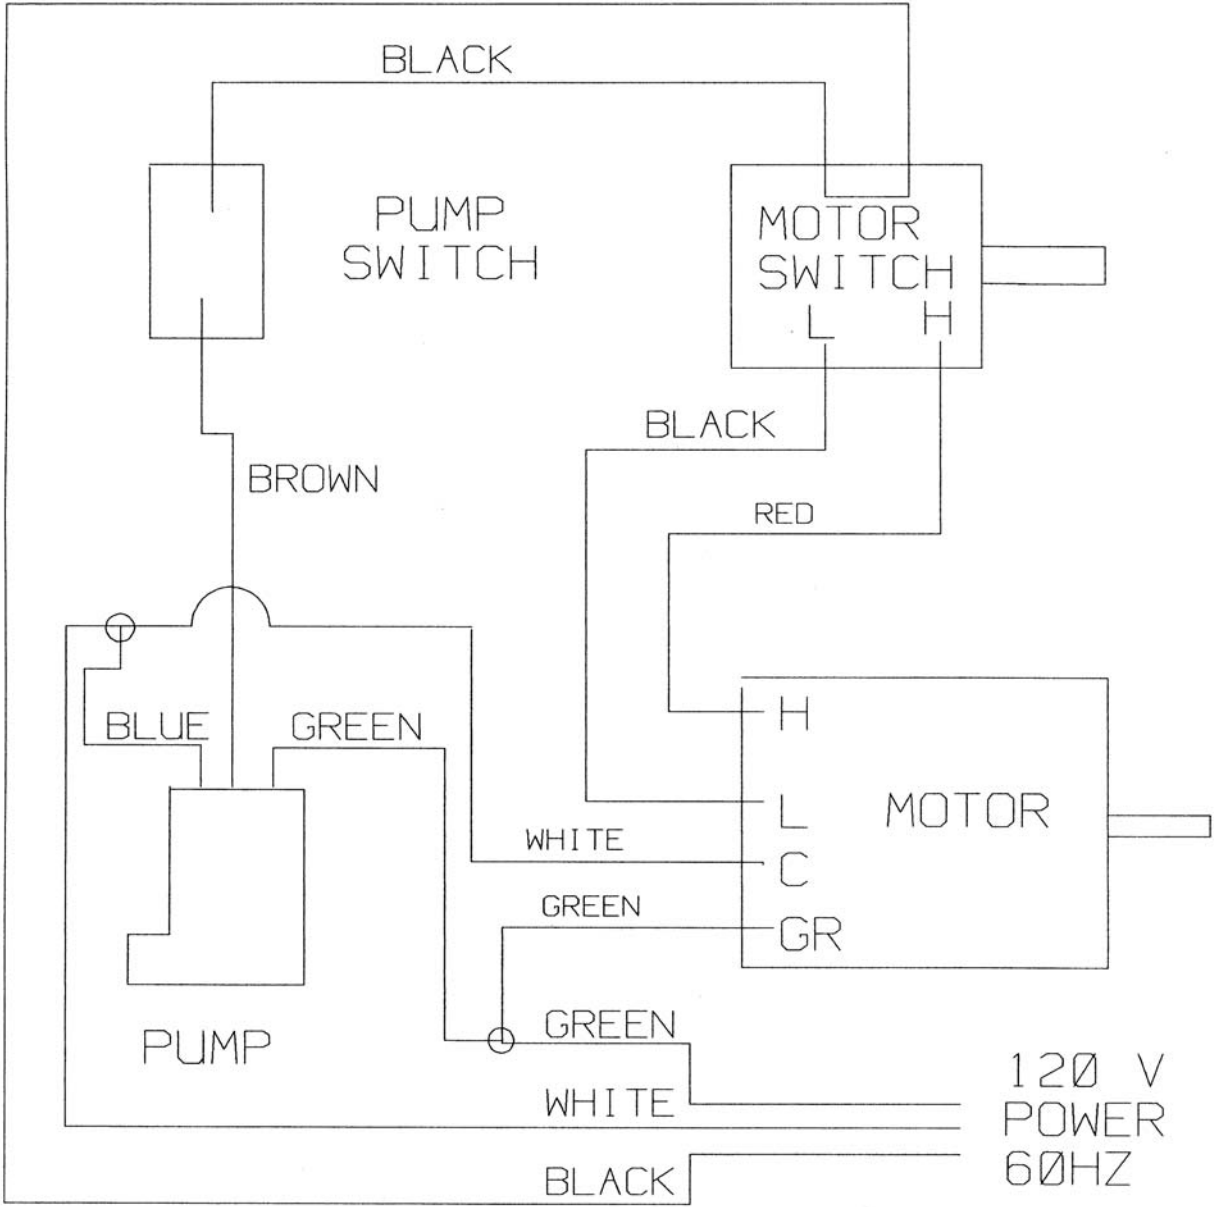 BLACK
PUMP
SWITCH
MOTOR
SWITCH
L
H
BLACK
BROWN
RED
BLUE
GREEN
H
L
MOTOR
WHITE
C
GREEN
GR
PUMP
GREEN
WHITE
BLACK
120 V
POWER
60HZ